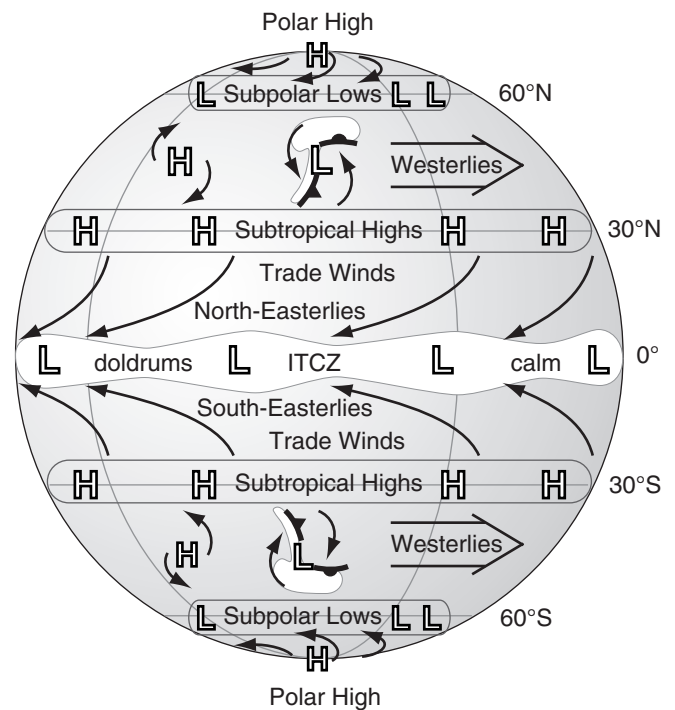 Polar High
H
L Subpolar Lows L L 60°N
H L Westerlies
H H Subtropical Highs H H 30°N
Trade Winds
North-Easterlies
L doldrums L ITCZ L calm L 0°
South-Easterlies
Trade Winds
H H Subtropical Highs H H 30°S
H L Westerlies
L Subpolar Lows L L 60°S
H
Polar High